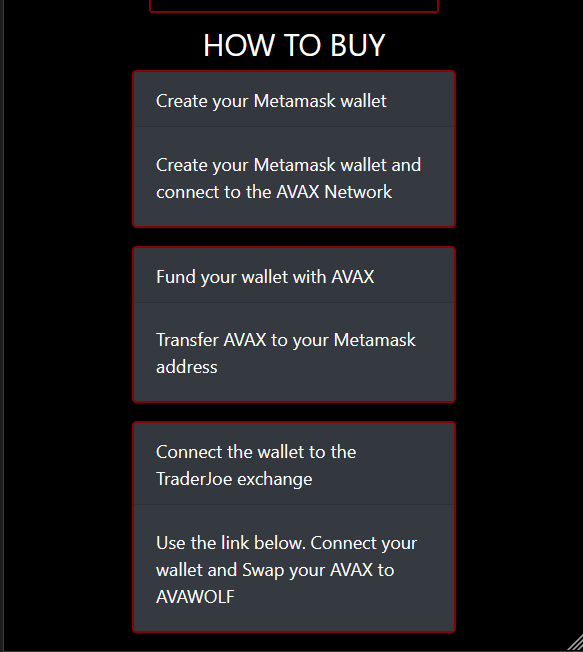 HOW TO BUY
Create your Metamask wallet
Create your Metamask wallet and
connect to the AVAX Network
Fund your wallet with AVAX
Transfer AVAX to your Metamask
address
Connect the wallet to the
TraderJoe exchange
Use the link below. Connect your
wallet and Swap your AVAX to
AVAWOLF